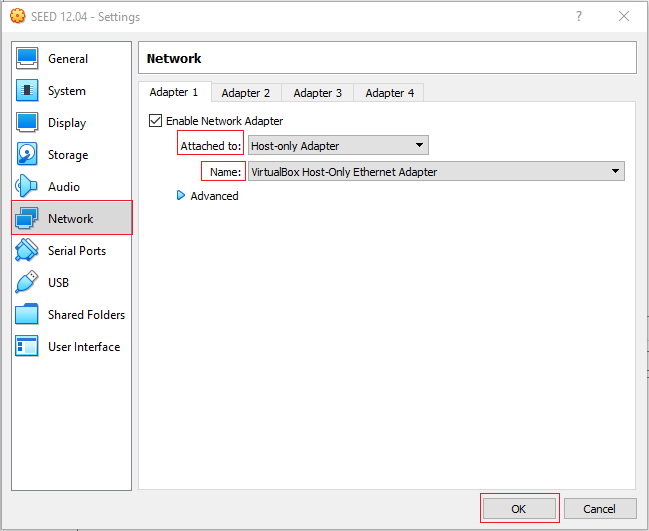 SEED 12.04 - Settings
?
General
System
Display
Storage
Audio
Network
Serial Ports
USB
Shared Folders
User Interface
Network
Adapter 1 Adapter 2 Adapter 3 Adapter 4
Enable Network Adapter
Attached to: Host-only Adapter
Name: VirtualBox Host-Only Ethernet Adapter
Advanced
OK Cancel